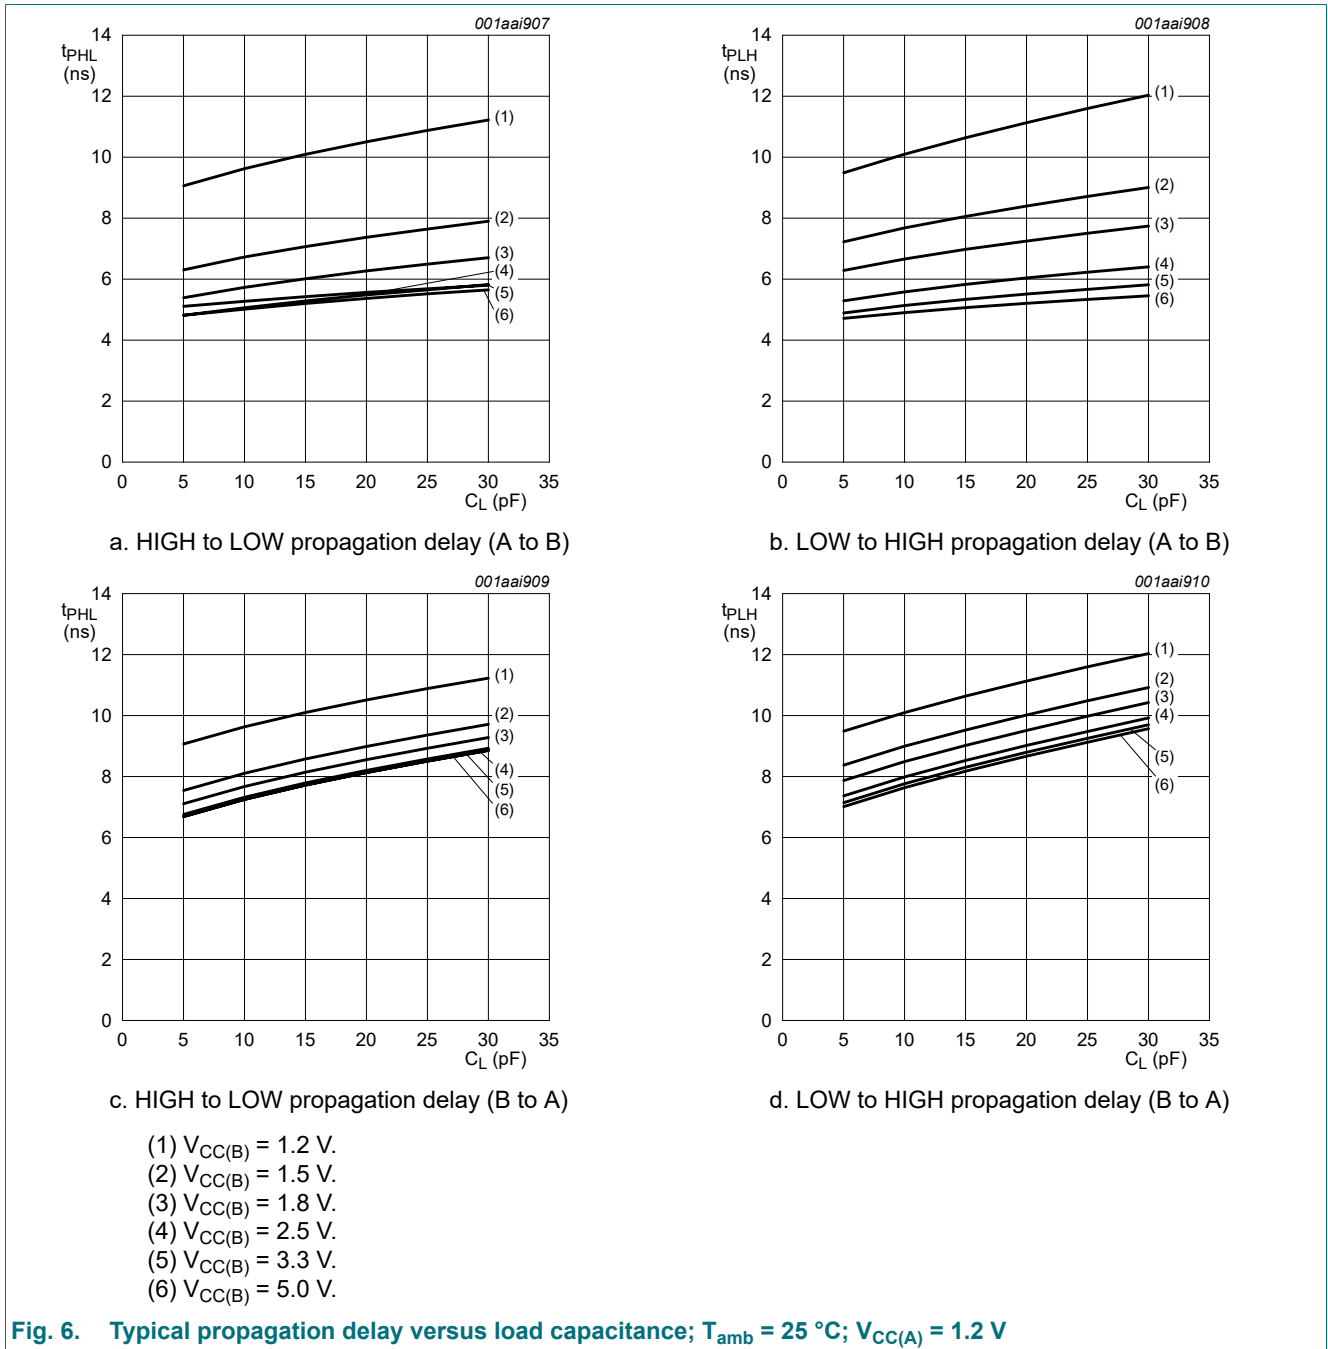 001aai907
14
tPHL
(ns)
12
10
8
6
4
2
0
0 5 10 15 20 25 30 35
CL (pF)
(1)
(2)
(3)
(4)
(5)
(6)
a. HIGH to LOW propagation delay (A to B)
001aai908
14
tPLH
(ns)
12
10
8
6
4
2
0
0 5 10 15 20 25 30 35
CL (pF)
(1)
(2)
(3)
(4)
(5)
(6)
b. LOW to HIGH propagation delay (A to B)
001aai909
14
tPHL
(ns)
12
10
8
6
4
2
0
0 5 10 15 20 25 30 35
CL (pF)
(1)
(2)
(3)
(4)
(5)
(6)
c. HIGH to LOW propagation delay (B to A)
001aai910
14
tPLH
(ns)
12
10
8
6
4
2
0
0 5 10 15 20 25 30 35
CL (pF)
(1)
(2)
(3)
(4)
(5)
(6)
d. LOW to HIGH propagation delay (B to A)
(1) VCC(B) = 1.2 V.
(2) VCC(B) = 1.5 V.
(3) VCC(B) = 1.8 V.
(4) VCC(B) = 2.5 V.
(5) VCC(B) = 3.3 V.
(6) VCC(B) = 5.0 V.
Fig. 6. Typical propagation delay versus load capacitance; Tamb = 25 °C; VCC(A) = 1.2 V